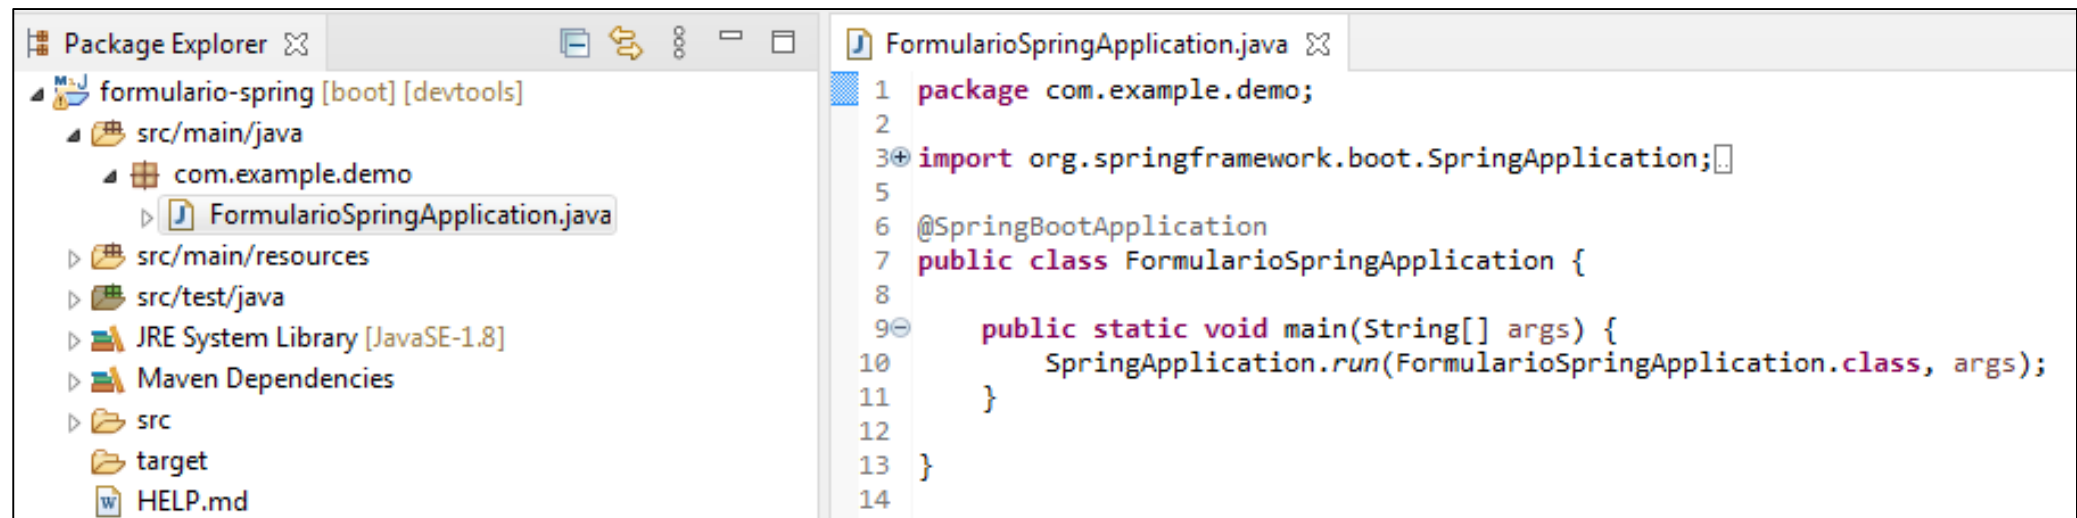 Package Explorer
formulario-spring [boot] [devtools]
src/main/java
com.example.demo
FormularioSpringApplication.java
src/main/resources
src/test/java
JRE System Library [JavaSE-1.8]
Maven Dependencies
src
target
HELP.md
FormularioSpringApplication.java
1 package com.example.demo;
2
3 import org.springframework.boot.SpringApplication;
5
6 @SpringBootApplication
7 public class FormularioSpringApplication {
8
9 public static void main(String[] args) {
10 SpringApplication.run(FormularioSpringApplication.class, args);
11 }
12
13 }
14